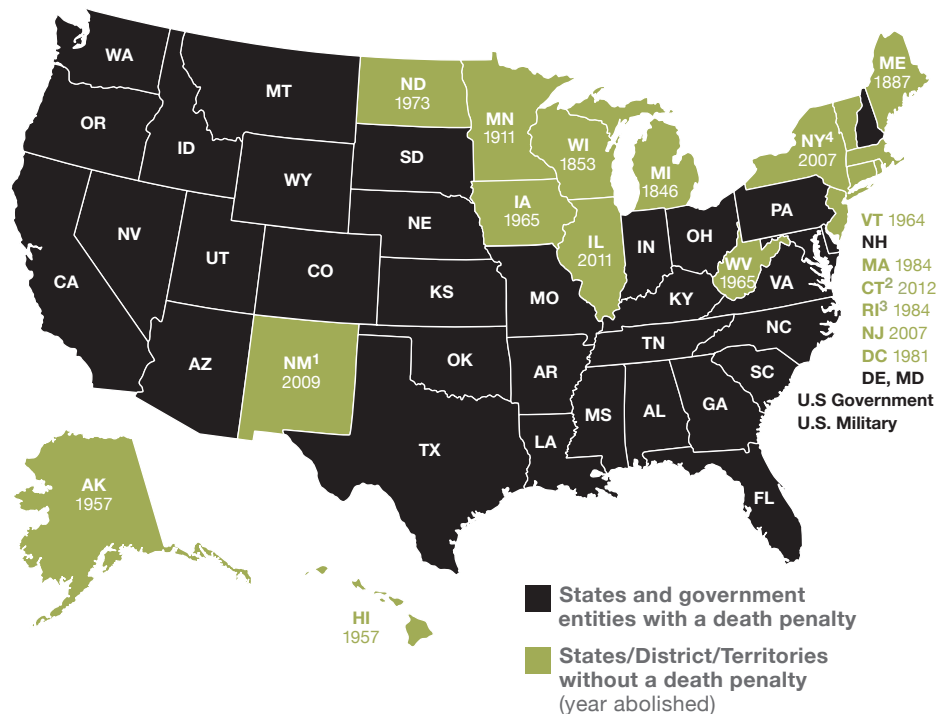 WA
OR
ID
MT
ND
1973
MN
1911
WI
1853
MI
1846
NY⁴
2007
ME
1887
SD
WY
NE
IA
1965
IL
2011
IN
OH
PA
WV
1965
VA
NV
UT
CO
KS
MO
KY
CA
AZ
NM¹
2009
OK
AR
TN
NC
SC
TX
LA
MS
AL
GA
FL
VT 1964
NH
MA 1984
CT² 2012
RI³ 1984
NJ 2007
DC 1981
DE, MD
U.S Government
U.S. Military
AK
1957
HI
1957
States and government
entities with a death penalty
States/District/Territories
without a death penalty
(year abolished)